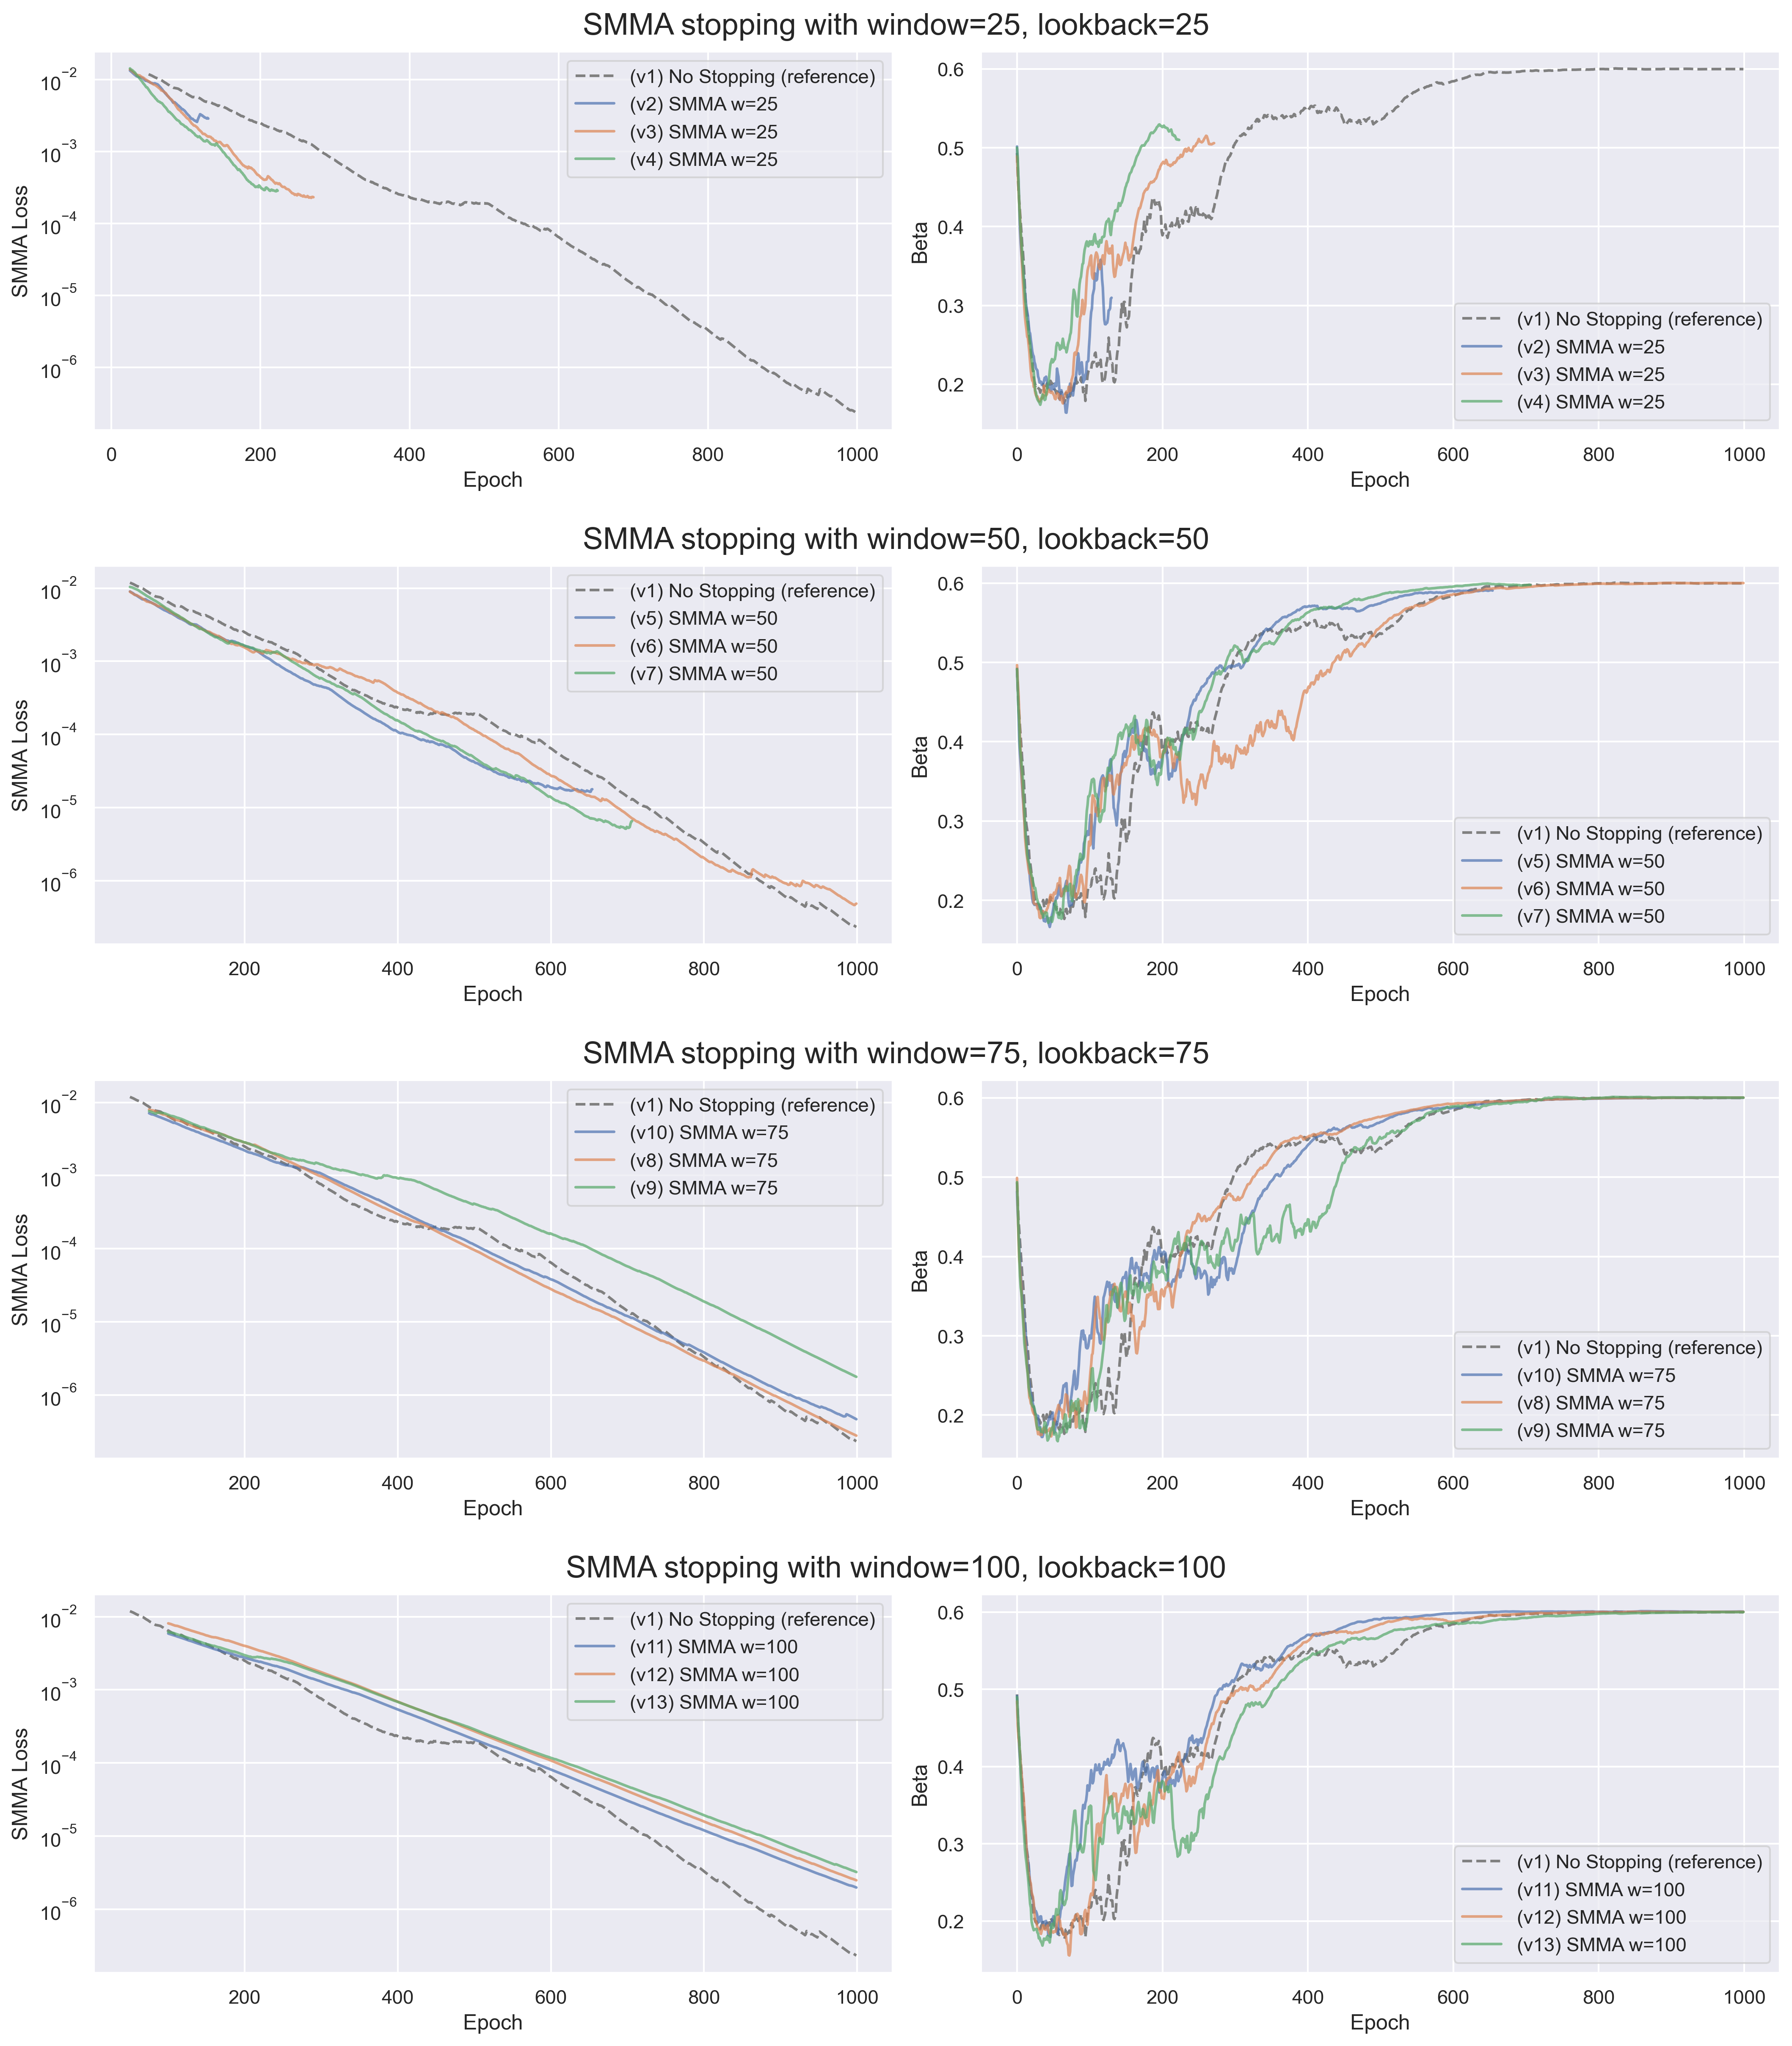 SMMA stopping with window=25, lookback=25
SMMA Loss
10⁻²
10⁻³
10⁻⁴
10⁻⁵
10⁻⁶
(v1) No Stopping (reference)
(v2) SMMA w=25
(v3) SMMA w=25
(v4) SMMA w=25
0 200 400 600 800 1000
Epoch
Beta
0.6
0.5
0.4
0.3
0.2
(v1) No Stopping (reference)
(v2) SMMA w=25
(v3) SMMA w=25
(v4) SMMA w=25
0 200 400 600 800 1000
Epoch
SMMA stopping with window=50, lookback=50
SMMA Loss
10⁻²
10⁻³
10⁻⁴
10⁻⁵
10⁻⁶
(v1) No Stopping (reference)
(v5) SMMA w=50
(v6) SMMA w=50
(v7) SMMA w=50
200 400 600 800 1000
Epoch
Beta
0.6
0.5
0.4
0.3
0.2
(v1) No Stopping (reference)
(v5) SMMA w=50
(v6) SMMA w=50
(v7) SMMA w=50
0 200 400 600 800 1000
Epoch
SMMA stopping with window=75, lookback=75
SMMA Loss
10⁻²
10⁻³
10⁻⁴
10⁻⁵
10⁻⁶
(v1) No Stopping (reference)
(v10) SMMA w=75
(v8) SMMA w=75
(v9) SMMA w=75
200 400 600 800 1000
Epoch
Beta
0.6
0.5
0.4
0.3
0.2
(v1) No Stopping (reference)
(v10) SMMA w=75
(v8) SMMA w=75
(v9) SMMA w=75
0 200 400 600 800 1000
Epoch
SMMA stopping with window=100, lookback=100
SMMA Loss
10⁻²
10⁻³
10⁻⁴
10⁻⁵
10⁻⁶
(v1) No Stopping (reference)
(v11) SMMA w=100
(v12) SMMA w=100
(v13) SMMA w=100
200 400 600 800 1000
Epoch
Beta
0.6
0.5
0.4
0.3
0.2
(v1) No Stopping (reference)
(v11) SMMA w=100
(v12) SMMA w=100
(v13) SMMA w=100
0 200 400 600 800 1000
Epoch